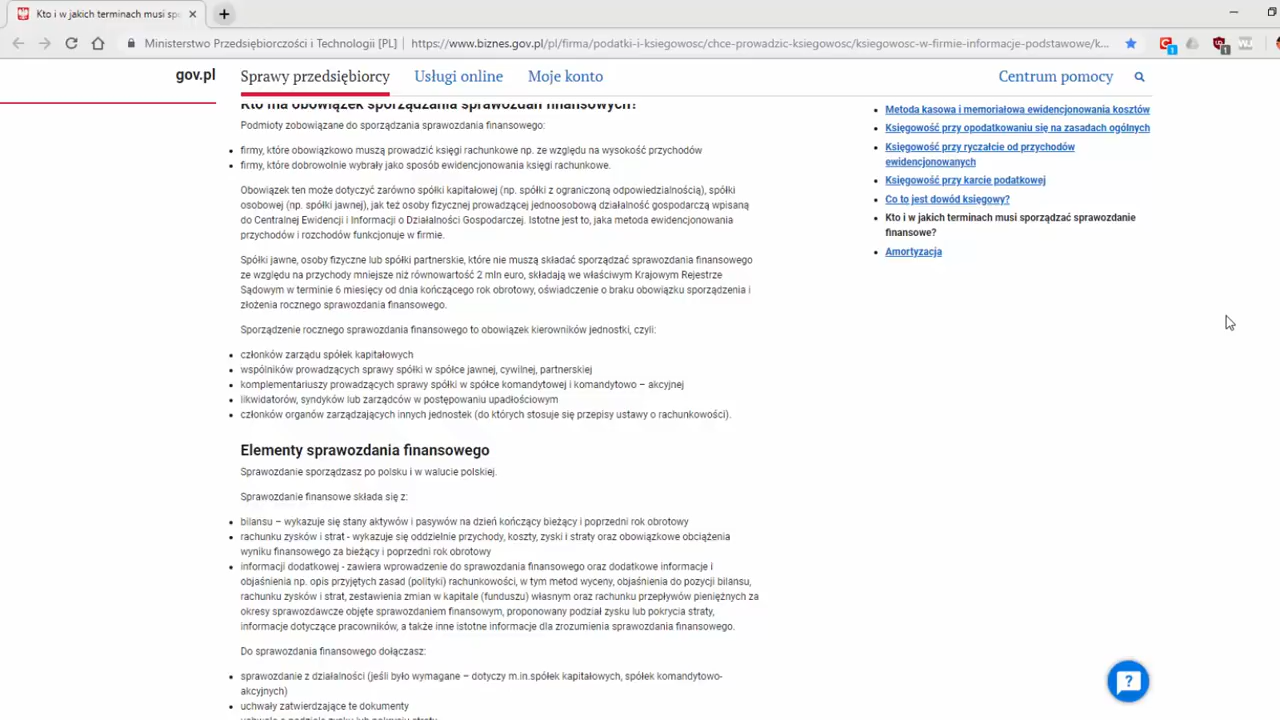 Kto i w jakich terminach musi sp
Ministerstwo Przedsiębiorczości i Technologii [PL]
https://www.biznes.gov.pl/pl/firma/podatki-i-ksiegowosc/chce-prowadzic-ksiegowosc/ksiegowosc-w-firmie-informacje-podstawowe/k...
1
1
gov.pl
Sprawy przedsiębiorcy
Usługi online
Moje konto
Centrum pomocy
Kto ma obowiązek sporządzania sprawozdań finansowych?
Podmioty zobowiązane do sporządzania sprawozdania finansowego:
firmy, które obowiązkowo muszą prowadzić księgi rachunkowe np. ze względu na wysokość przychodów
firmy, które dobrowolnie wybrały jako sposób ewidencjonowania księgi rachunkowe.
Obowiązek ten może dotyczyć zarówno spółki kapitałowej (np. spółki z ograniczoną odpowiedzialnością), spółki
osobowej (np. spółki jawnej), jak też osoby fizycznej prowadzącej jednoosobową działalność gospodarczą wpisaną
do Centralnej Ewidencji i Informacji o Działalności Gospodarczej. Istotne jest to, jaka metoda ewidencjonowania
przychodów i rozchodów funkcjonuje w firmie.
Spółki jawne, osoby fizyczne lub spółki partnerskie, które nie muszą składać sporządzać sprawozdania finansowego
ze względu na przychody mniejsze niż równowartość 2 mln euro, składają we właściwym Krajowym Rejestrze
Sądowym w terminie 6 miesięcy od dnia kończącego rok obrotowy, oświadczenie o braku obowiązku sporządzenia i
złożenia rocznego sprawozdania finansowego.
Sporządzenie rocznego sprawozdania finansowego to obowiązek kierowników jednostki, czyli:
członków zarządu spółek kapitałowych
wspólników prowadzących sprawy spółki w spółce jawnej, cywilnej, partnerskiej
komplementariuszy prowadzących sprawy spółki w spółce komandytowej i komandytowo – akcyjnej
likwidatorów, syndyków lub zarządców w postępowaniu upadłościowym
członków organów zarządzających innych jednostek (do których stosuje się przepisy ustawy o rachunkowości).
Elementy sprawozdania finansowego
Sprawozdanie sporządzasz po polsku i w walucie polskiej.
Sprawozdanie finansowe składa się z:
bilansu – wykazuje się stany aktywów i pasywów na dzień kończący bieżący i poprzedni rok obrotowy
rachunku zysków i strat - wykazuje się oddzielnie przychody, koszty, zyski i straty oraz obowiązkowe obciążenia
wyniku finansowego za bieżący i poprzedni rok obrotowy
informacji dodatkowej - zawiera wprowadzenie do sprawozdania finansowego oraz dodatkowe informacje i
objaśnienia np. opis przyjętych zasad (polityki) rachunkowości, w tym metod wyceny, objaśnienia do pozycji bilansu,
rachunku zysków i strat, zestawienia zmian w kapitale (funduszu) własnym oraz rachunku przepływów pieniężnych za
okresy sprawozdawcze objęte sprawozdaniem finansowym, proponowany podział zysku lub pokrycia straty,
informacje dotyczące pracowników, a także inne istotne informacje dla zrozumienia sprawozdania finansowego.
Do sprawozdania finansowego dołączasz:
sprawozdanie z działalności (jeśli było wymagane – dotyczy m.in.spółek kapitałowych, spółek komandytowo-
akcyjnych)
uchwały zatwierdzające te dokumenty
uchwałę o podziale zysku lub pokryciu straty
Metoda kasowa i memoriałowa ewidencjonowania kosztów
Księgowość przy opodatkowaniu się na zasadach ogólnych
Księgowość przy ryczałcie od przychodów
ewidencjonowanych
Księgowość przy karcie podatkowej
Co to jest dowód księgowy?
Kto i w jakich terminach musi sporządzać sprawozdanie
finansowe?
Amortyzacja